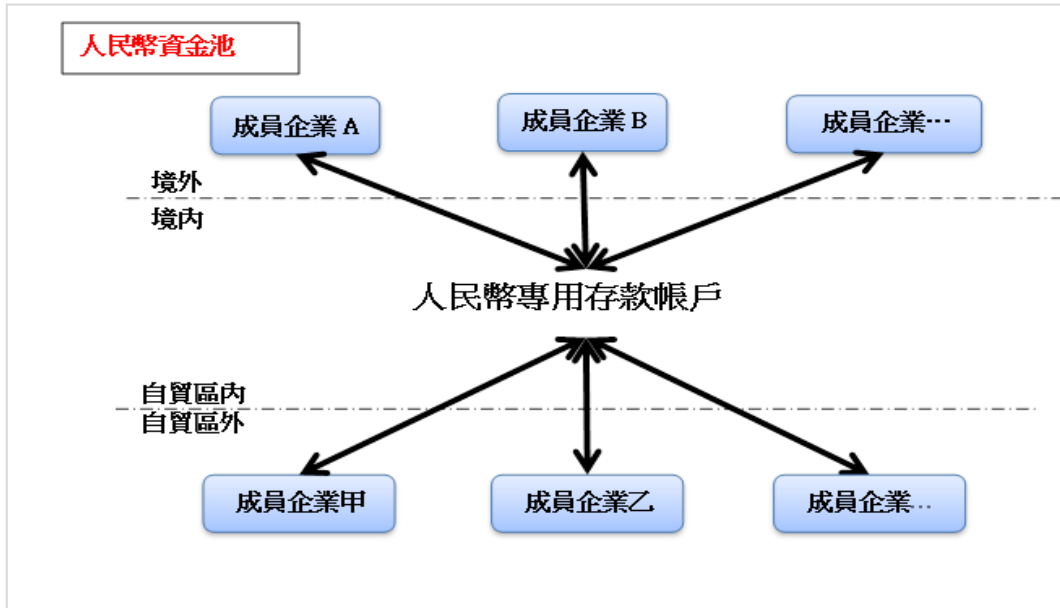 人民幣資金池
成員企業 A
成員企業 B
成員企業…
境外
境內
人民幣專用存款帳戶
自貿區內
自貿區外
成員企業甲
成員企業乙
成員企業…